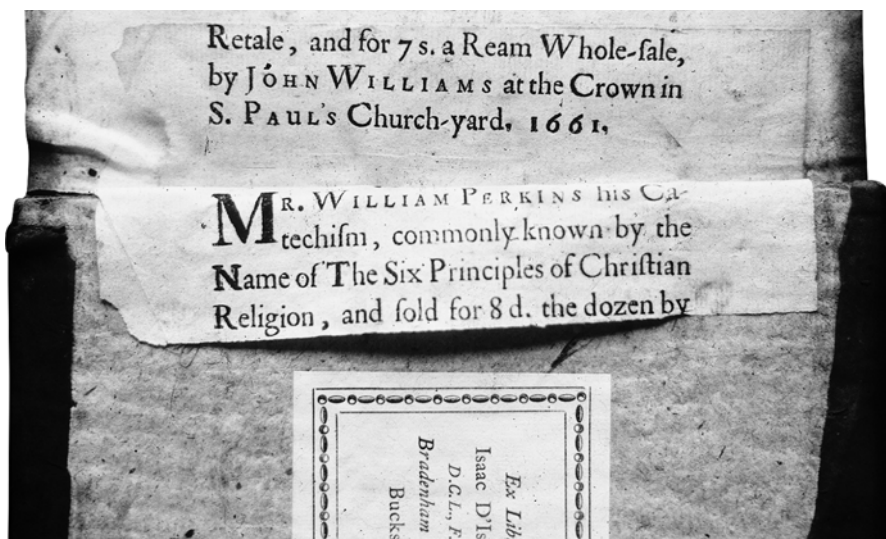 Retale, and for 7 s. a Ream Whole-ſale,
by JOHN WILLIAMS at the Crown in
S. PAUL'S Church-yard, 1661,
MR. WILLIAM PERKINS his Ca-
techiſm, commonly known by the
Name of The Six Principles of Chriſtian
Religion, and ſold for 8 d. the dozen by
Ex Lib
Isaac D'Is
D.C.L., F.
Bradenham
Bucks